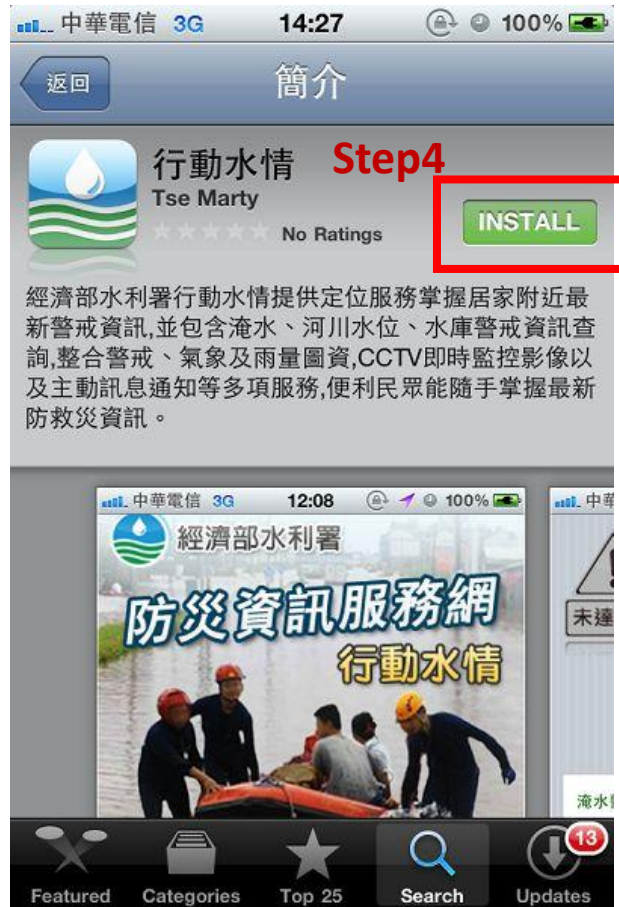 中華電信 3G 14:27 100%
返回 簡介
行動水情 Step4
Tse Marty
No Ratings INSTALL
經濟部水利署行動水情提供定位服務掌握居家附近最
新警戒資訊,並包含淹水、河川水位、水庫警戒資訊查
詢,整合警戒、氣象及雨量圖資,CCTV即時監控影像以
及主動訊息通知等多項服務,便利民眾能隨手掌握最新
防救災資訊。
中華電信 3G 12:08 100%
經濟部水利署
防災資訊服務網
行動水情
中華
未達
淹水
13
Featured Categories Top 25 Search Updates